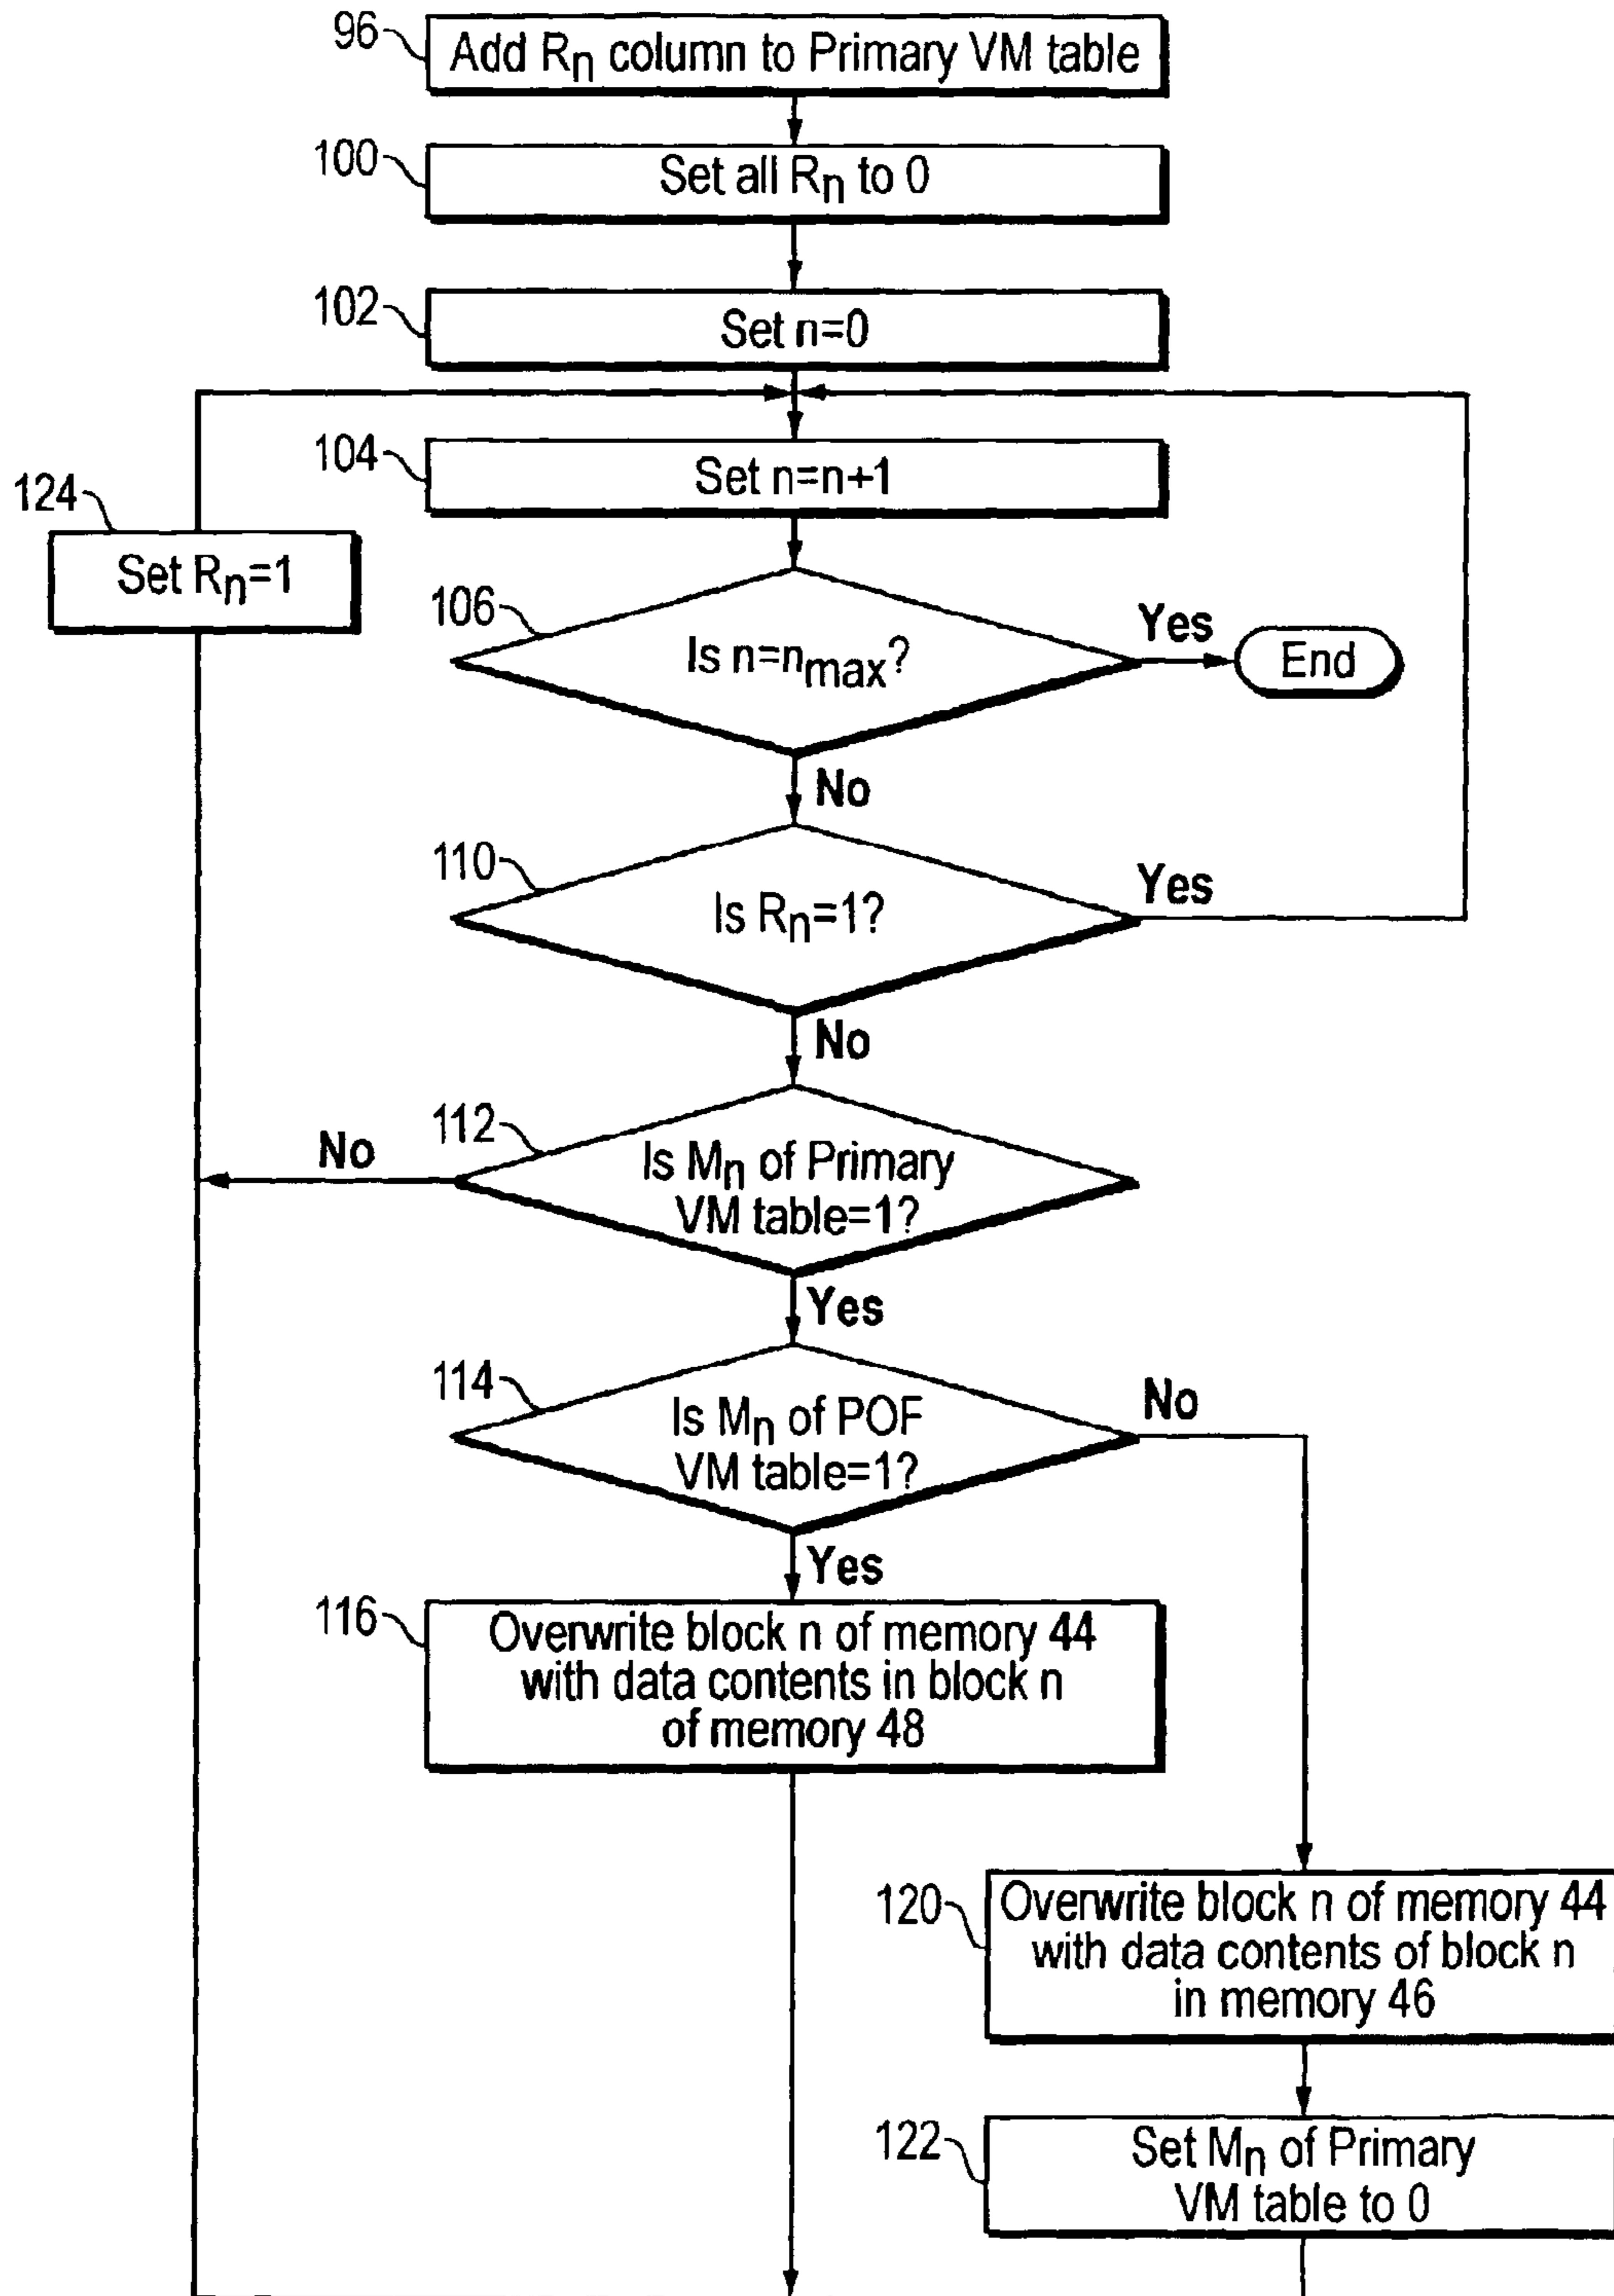 96
Add Rn column to Primary VM table
100
Set all Rn to 0
102
Set n=0
104
Set n=n+1
124
Set Rn=1
106
Is n=nmax?
Yes
End
No
110
Is Rn=1?
Yes
No
112
Is Mn of Primary
VM table=1?
No
Yes
114
Is Mn of POF
VM table=1?
No
Yes
116
Overwrite block n of memory 44
with data contents in block n
of memory 48
120
Overwrite block n of memory 44
with data contents of block n
in memory 46
122
Set Mn of Primary
VM table to 0